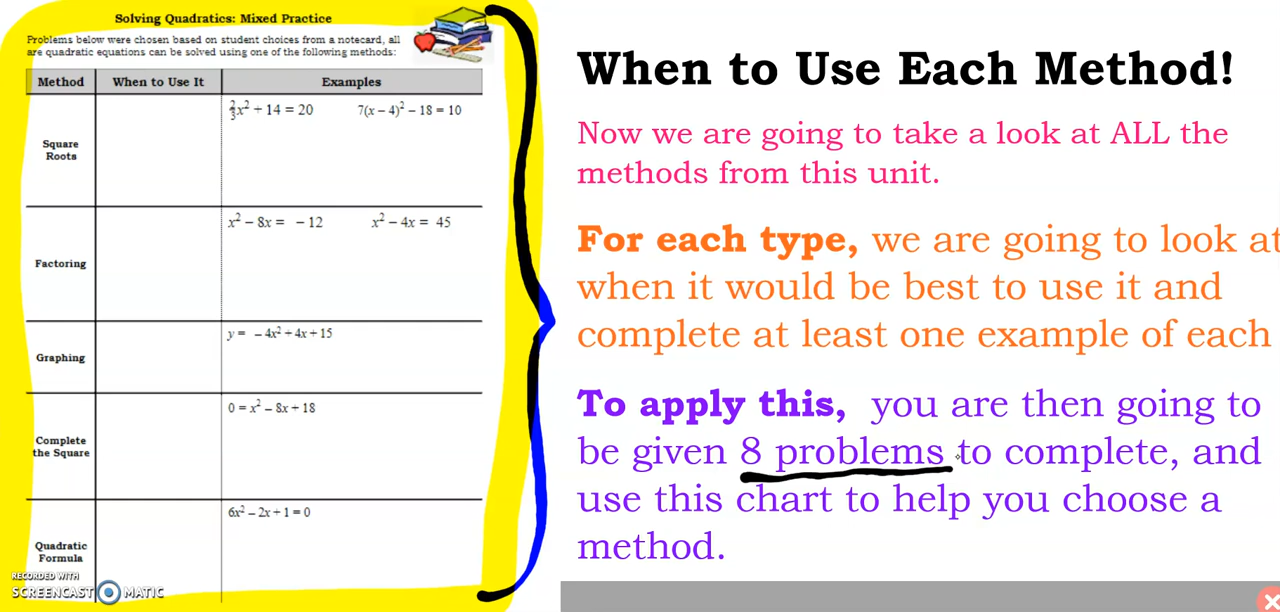 Solving Quadratics: Mixed Practice
Problems below were chosen based on student choices from a notecard, all
are quadratic equations can be solved using one of the following methods:
Method When to Use It Examples
Square
Roots
2/3x² + 14 = 20 7(x – 4)² – 18 = 10
Factoring
x² – 8x = – 12 x² – 4x = 45
Graphing
y = – 4x² + 4x + 15
Complete
the Square
0 = x² – 8x + 18
Quadratic
Formula
6x² – 2x + 1 = 0
RECORDED WITH
SCREENCAST MATIC
When to Use Each Method!
Now we are going to take a look at ALL the
methods from this unit.
For each type, we are going to look at
when it would be best to use it and
complete at least one example of each
To apply this, you are then going to
be given 8 problems to complete, and
use this chart to help you choose a
method.